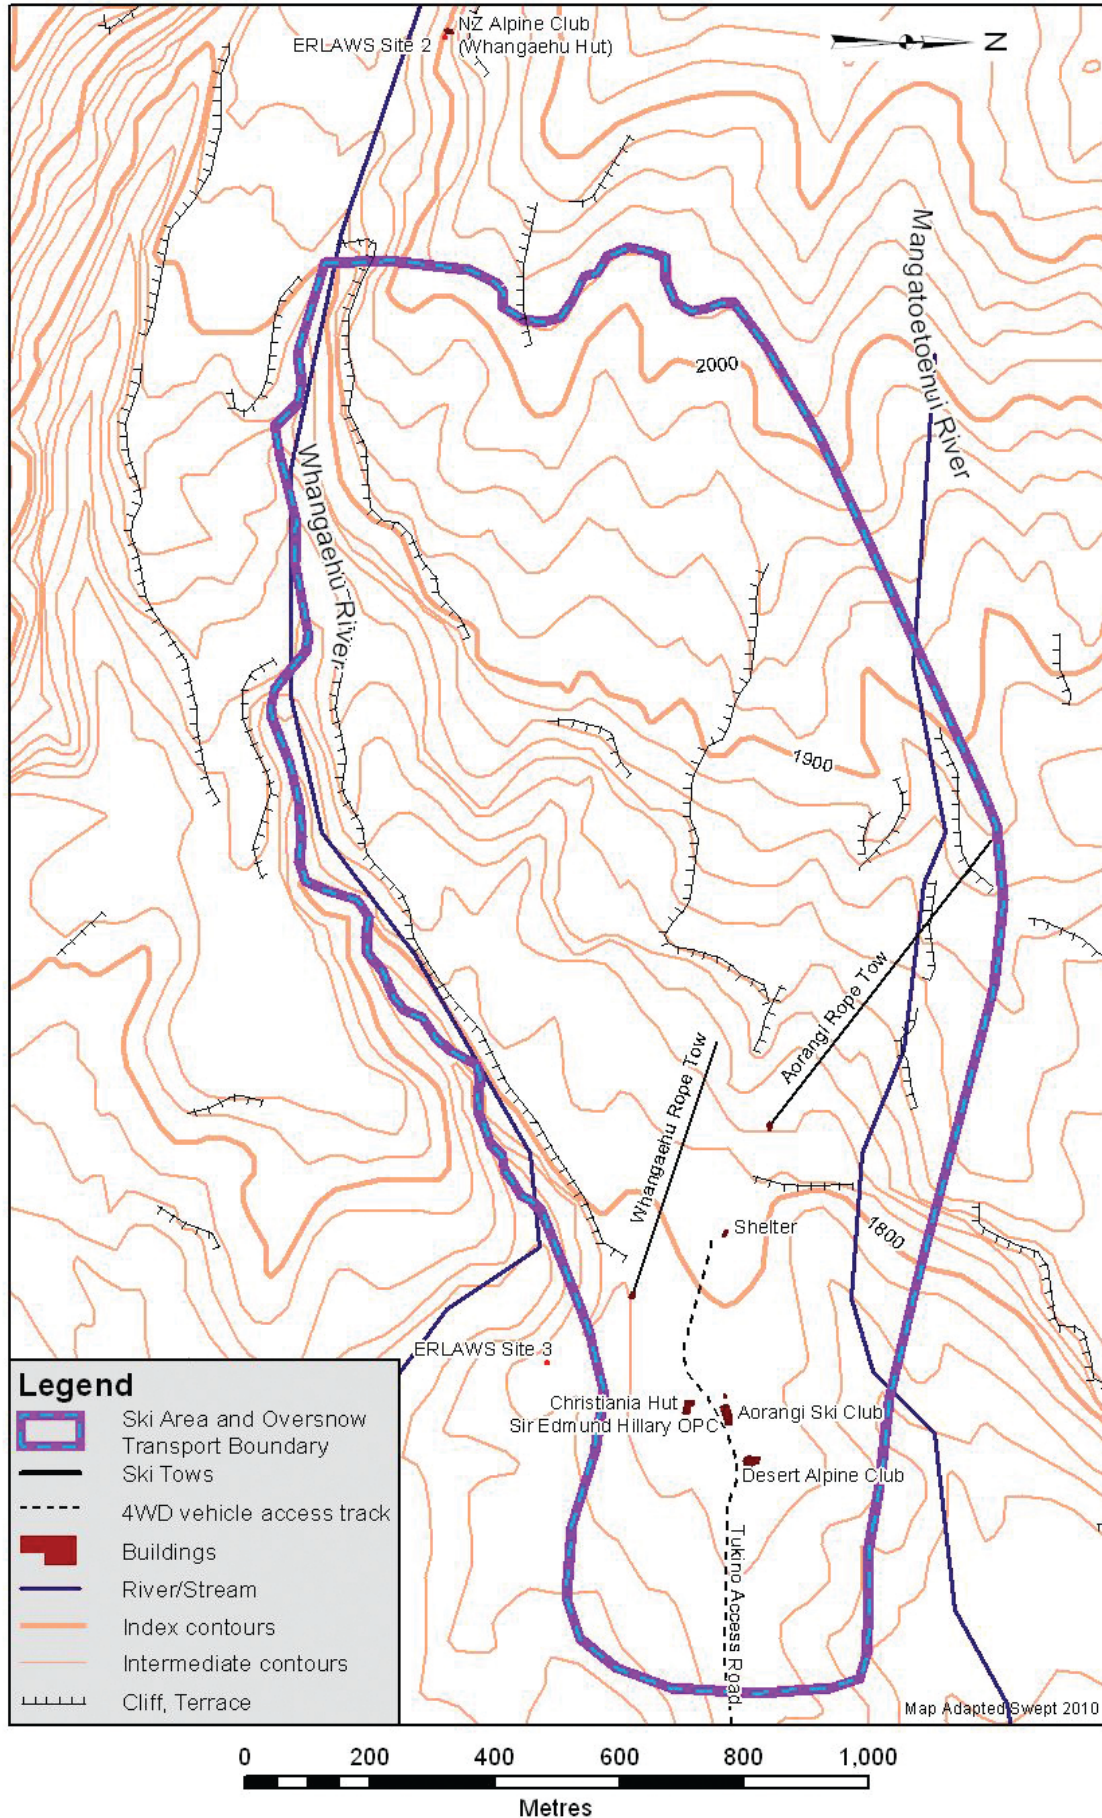 NZ Alpine Club
(Whangaehu Hut)
ERLAWS Site 2
N
Mangatoetoenui River
2000
Whangaehu River
1900
Aorangi Rope Tow
Whangaehu Rope Tow
Shelter
1800
ERLAWS Site 3
Christiania Hut
Sir Edmund Hillary OPC
Aorangi Ski Club
Desert Alpine Club
Tukino Access Road
Legend
Ski Area and Oversnow
Transport Boundary
Ski Tows
4WD vehicle access track
Buildings
River/Stream
Index contours
Intermediate contours
Cliff, Terrace
Map Adapted Swept 2010
0 200 400 600 800 1,000
Metres